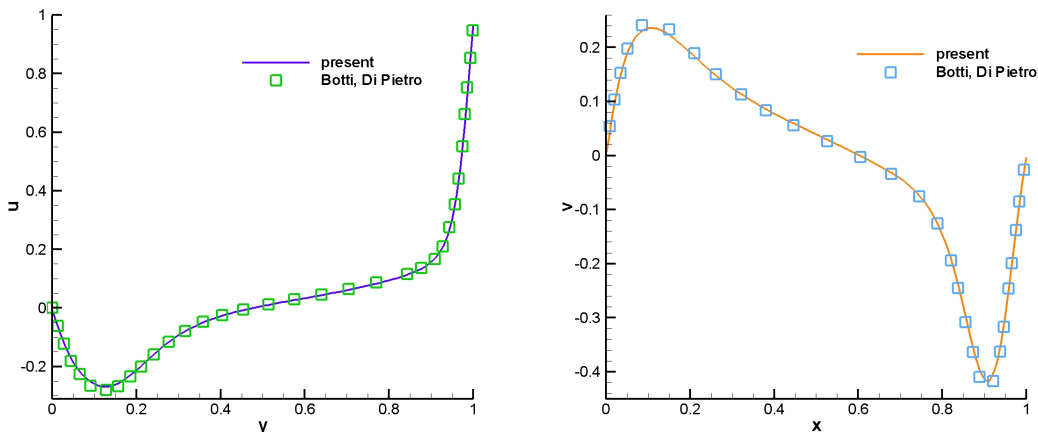 1
0.8
0.6
0.4
0.2
0
-0.2
u
0 0.2 0.4 0.6 0.8 1
y
present
Botti, Di Pietro
0.2
0.1
0
-0.1
-0.2
-0.3
-0.4
v
0 0.2 0.4 0.6 0.8 1
x
present
Botti, Di Pietro